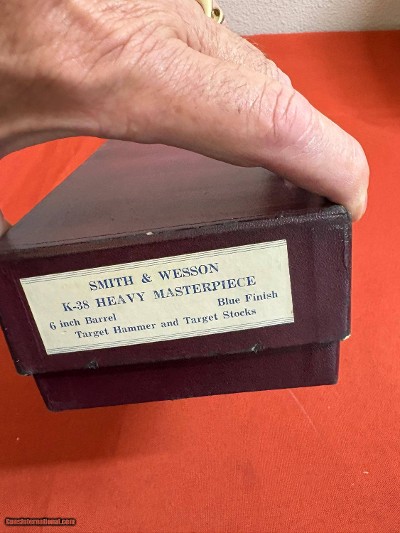 SMITH & WESSON
K-38 HEAVY MASTERPIECE
6 inch Barrel Blue Finish
Target Hammer and Target Stocks
GunsInternational.com